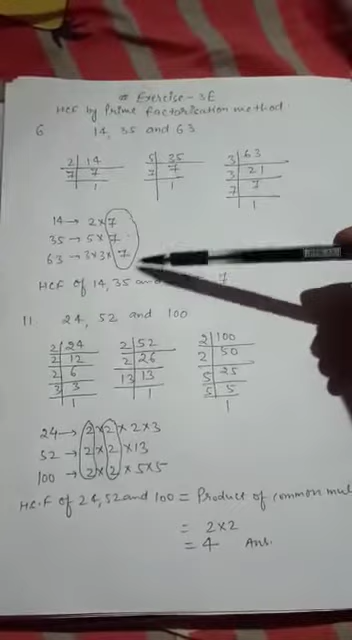 # Exercise-3E
HCF by Prime factorisation method
6 14, 35 and 63
2 14 5 35 3 63
7 7 7 7 3 21
1 1 7 7
1
14→ 2×7
35→ 5×7
63→3×3×7
HCF of 14, 35 and 7
11. 24, 52 and 100
2 24 2 52 2 100
2 12 2 26 2 50
2 6 13 13 5 25
3 3 1 5 5
1 1
24→ 2×2×2×3
52→ 2×2×13
100→ 2×2×5×5
H.C.F of 24, 52 and 100 = Product of common mul
= 2×2
= 4 Ans.